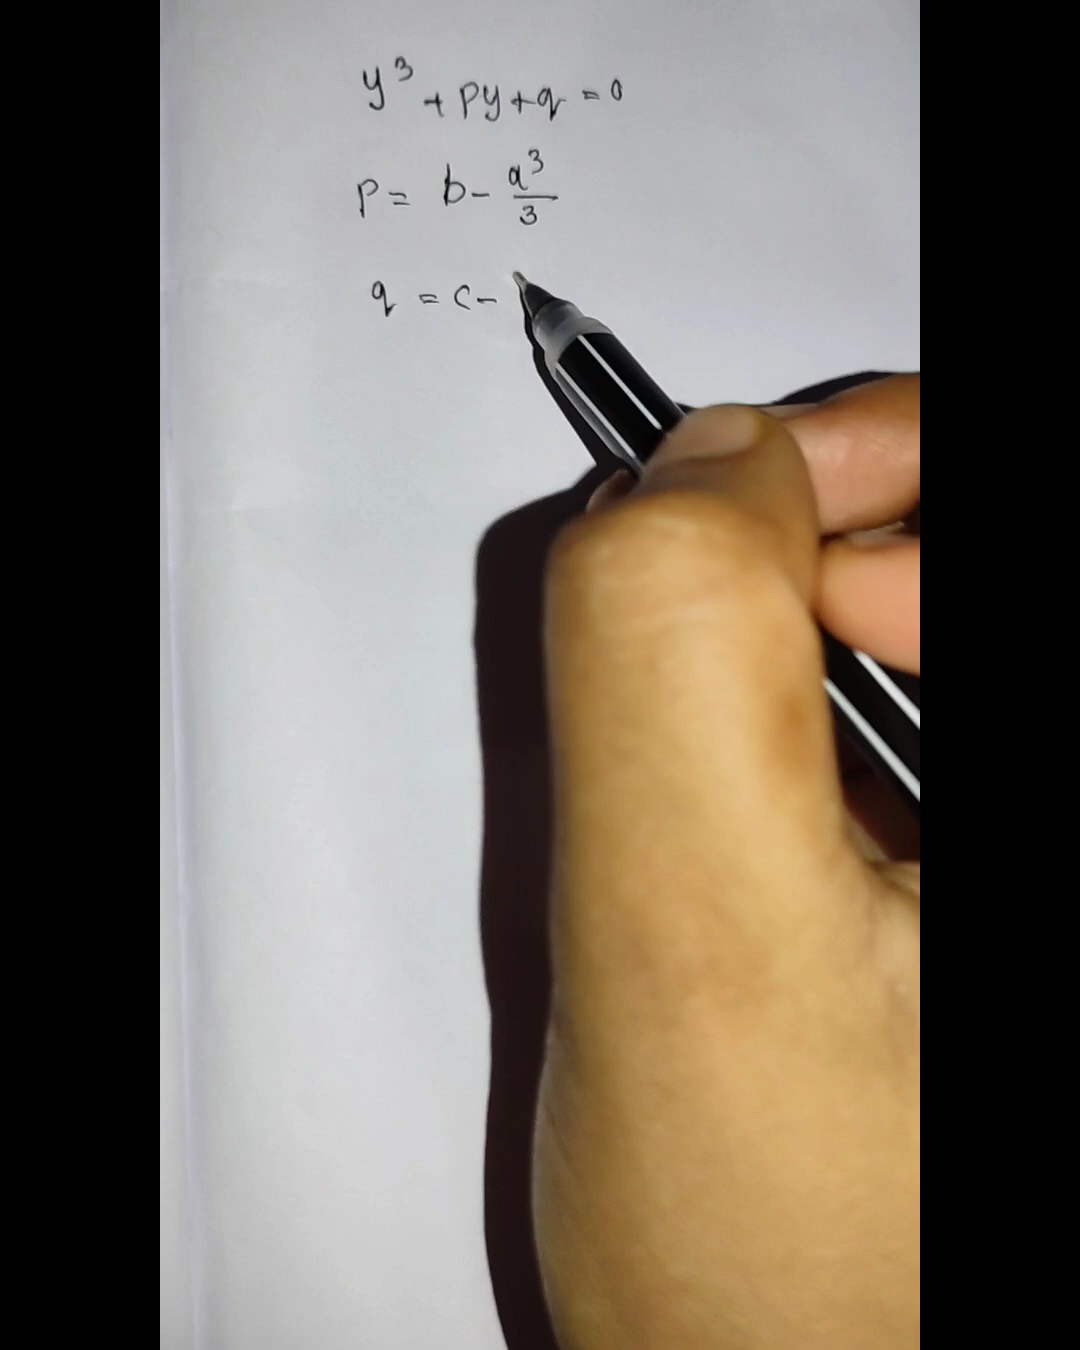 y³ + py + q = 0
p = b - a³/3
q = c -